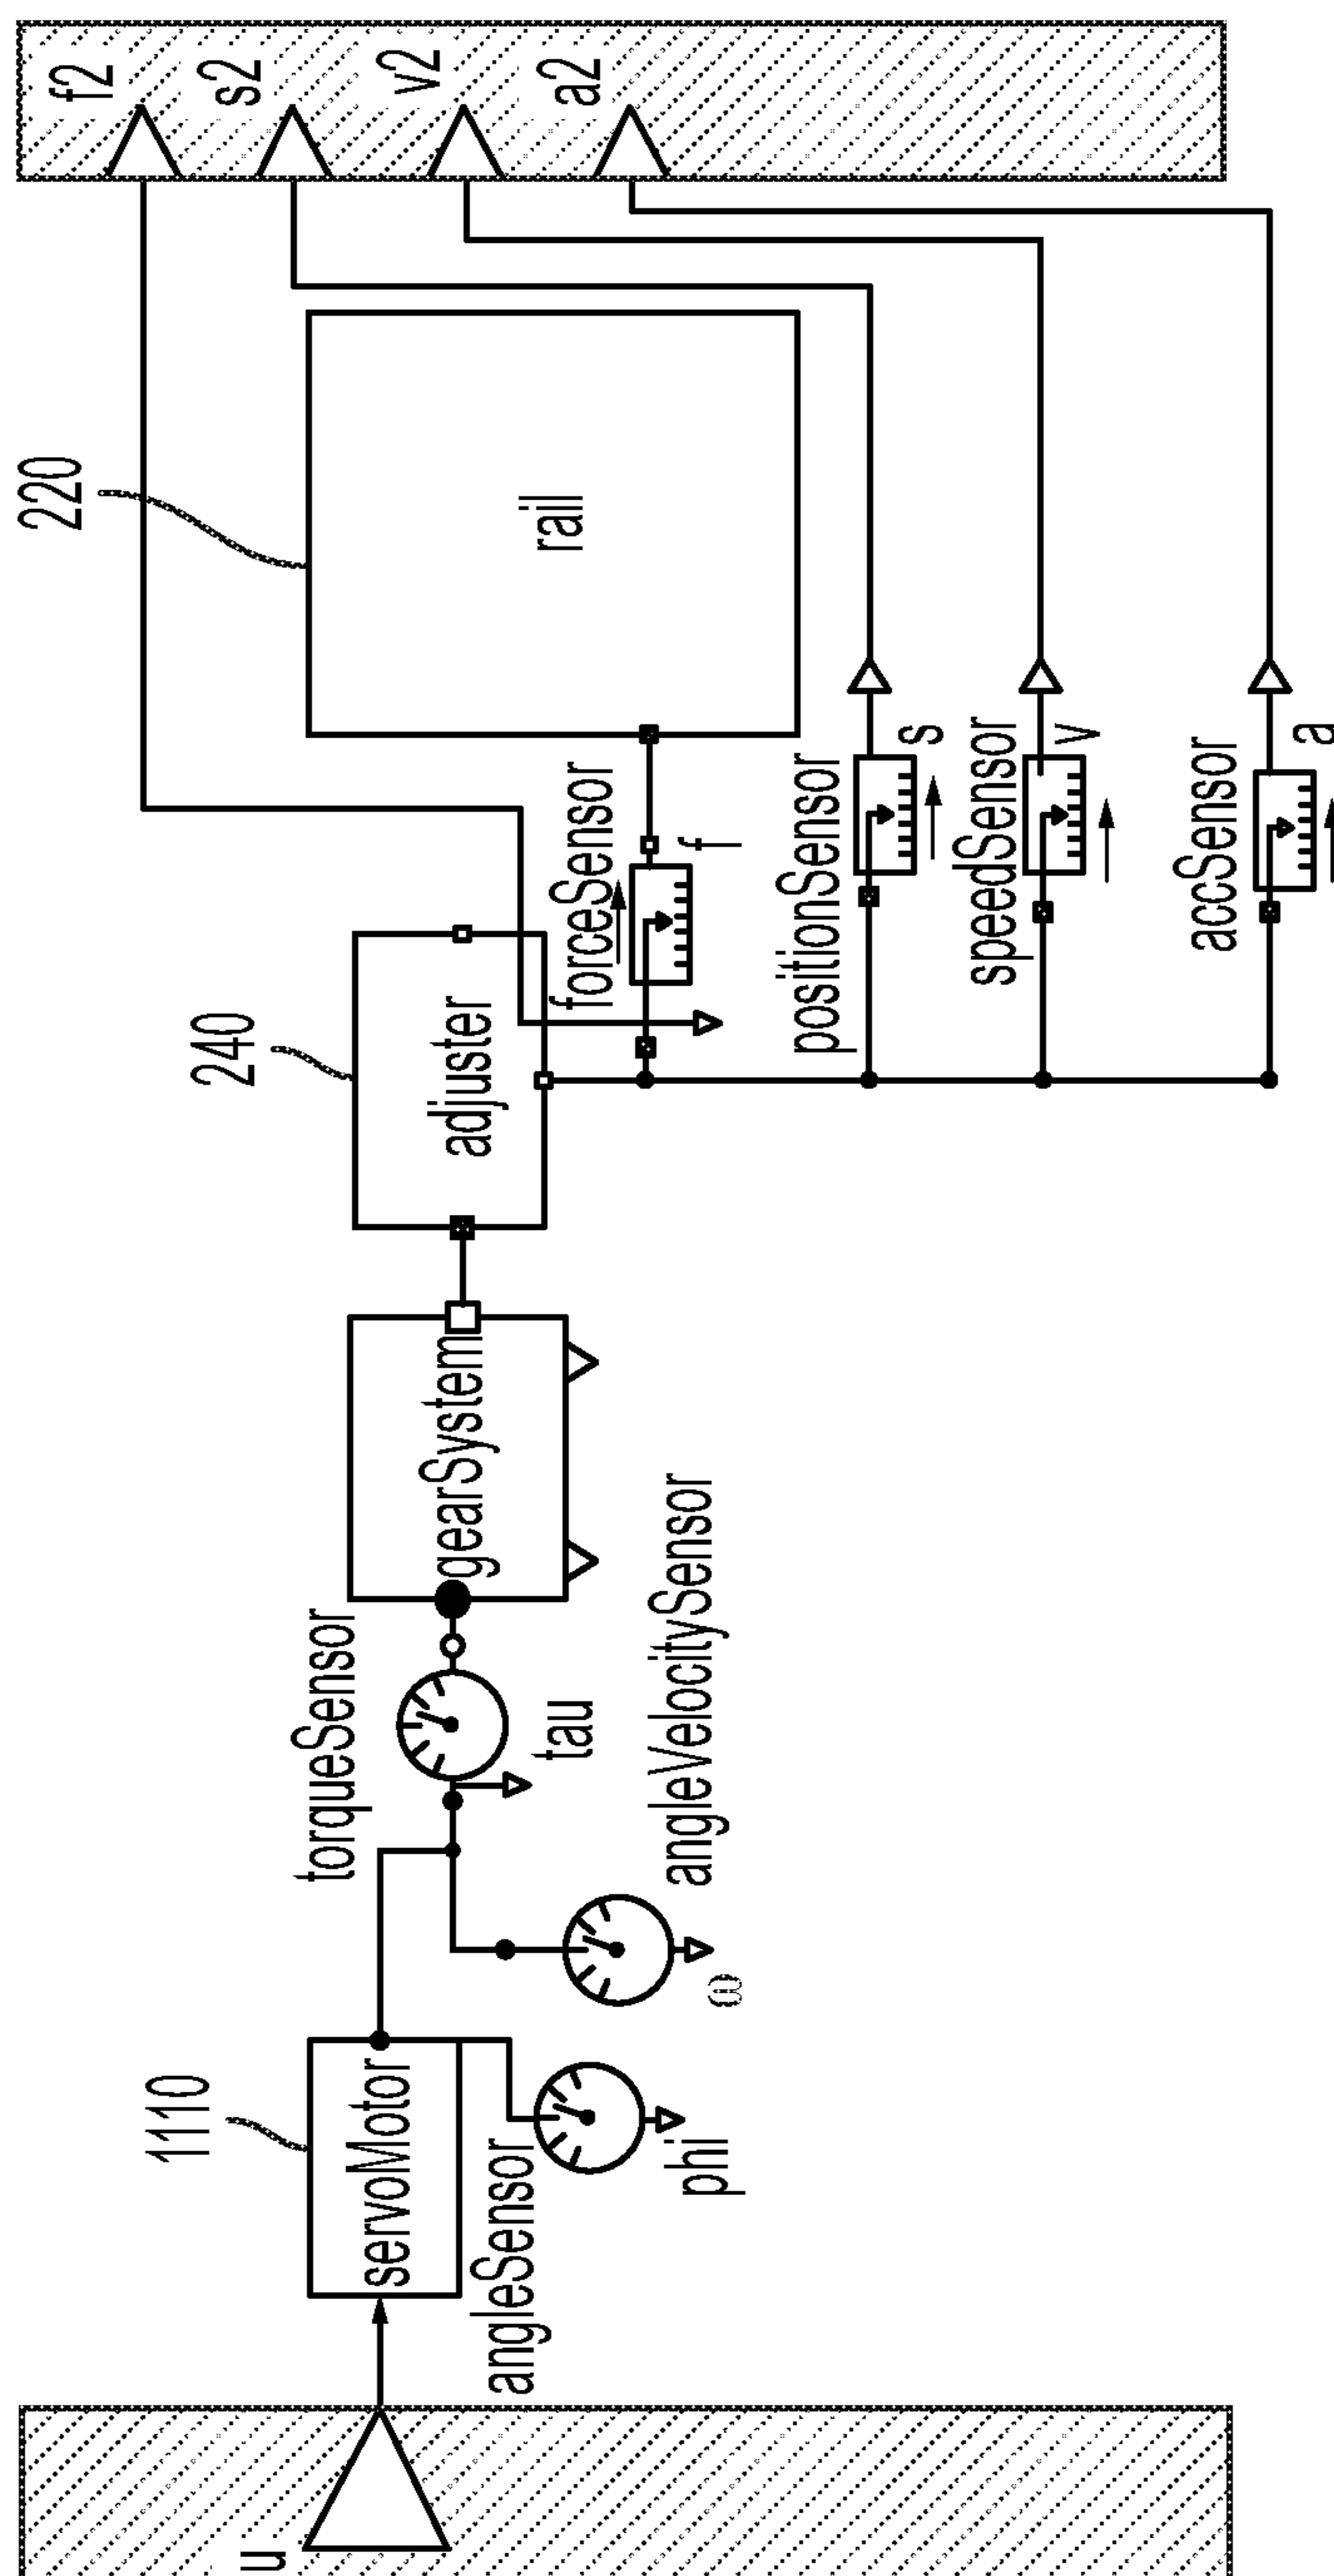 u
1110
servoMotor
angleSensor
phi
ω
angleVelocitySensor
torqueSensor
tau
gearSystem
240
adjuster
forceSensor
f
220
rail
positionSensor
s
speedSensor
v
accSensor
a
f2
s2
v2
a2